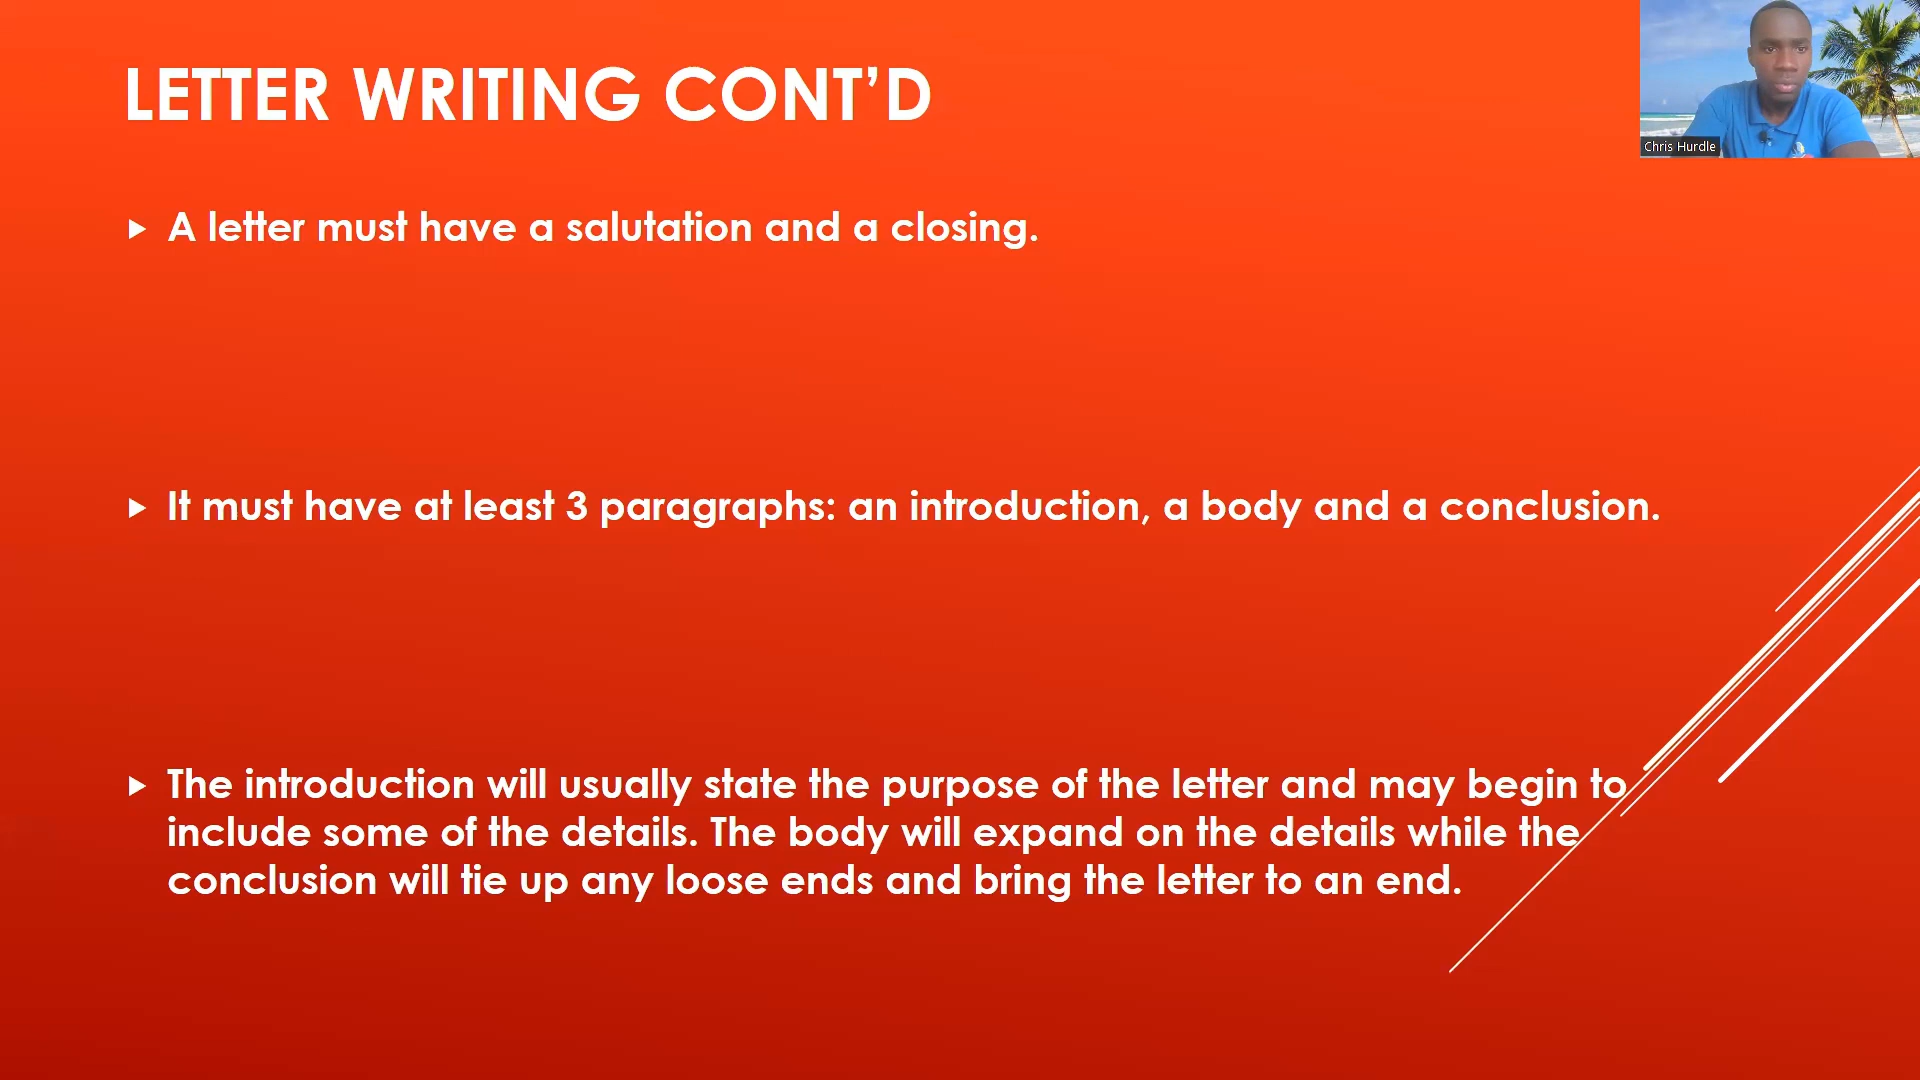 LETTER WRITING CONT’D
Chris Hurdle
A letter must have a salutation and a closing.
It must have at least 3 paragraphs: an introduction, a body and a conclusion.
The introduction will usually state the purpose of the letter and may begin to
include some of the details. The body will expand on the details while the
conclusion will tie up any loose ends and bring the letter to an end.